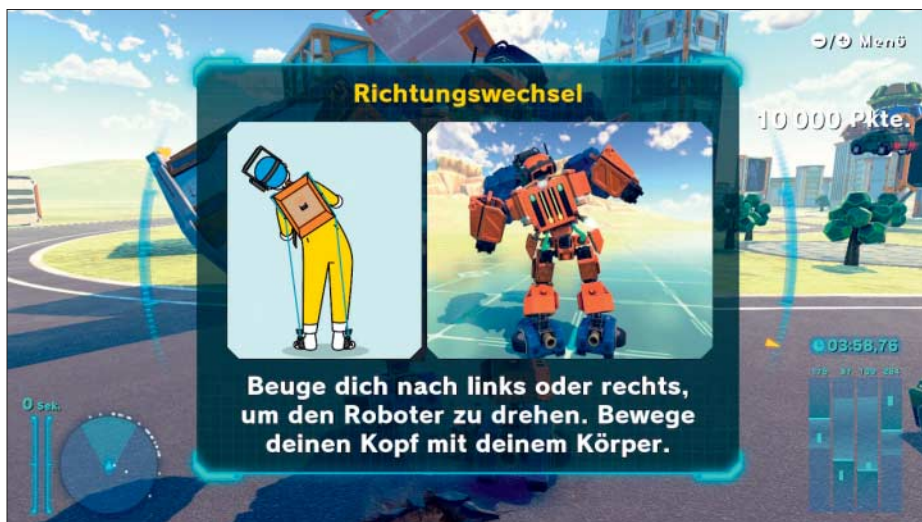 ⊖/⊕ Menü
Richtungswechsel
10 000 Pkte.
03:58,76
Beuge dich nach links oder rechts,
um den Roboter zu drehen. Bewege
deinen Kopf mit deinem Körper.
0 Sek.